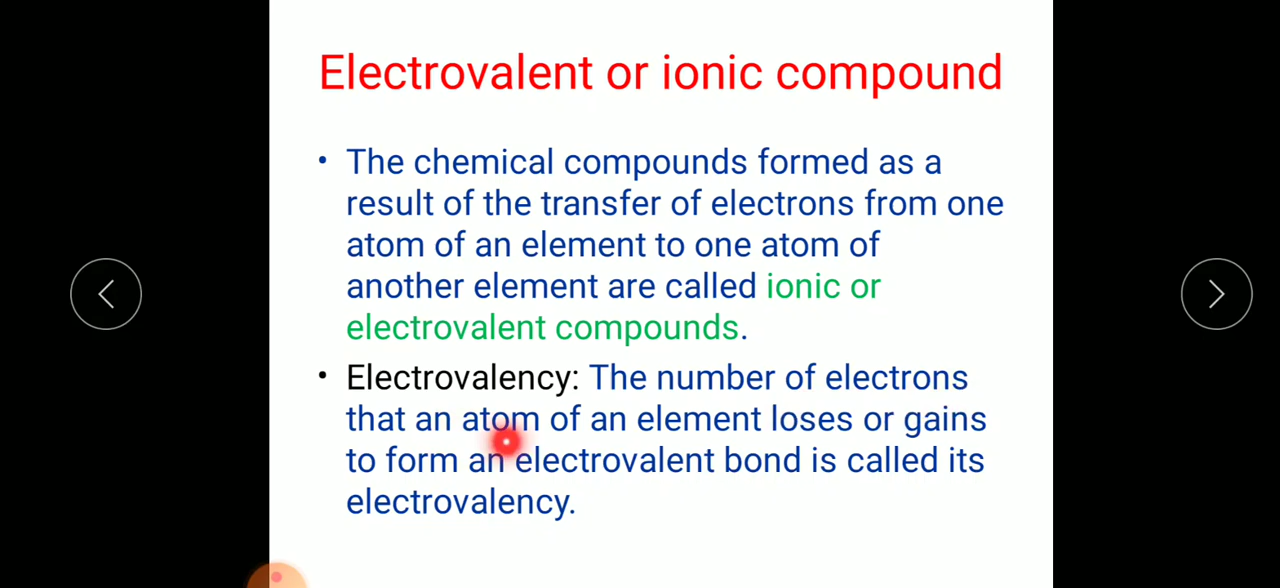 Electrovalent or ionic compound
• The chemical compounds formed as a
result of the transfer of electrons from one
atom of an element to one atom of
another element are called ionic or
electrovalent compounds.
• Electrovalency: The number of electrons
that an atom of an element loses or gains
to form an electrovalent bond is called its
electrovalency.